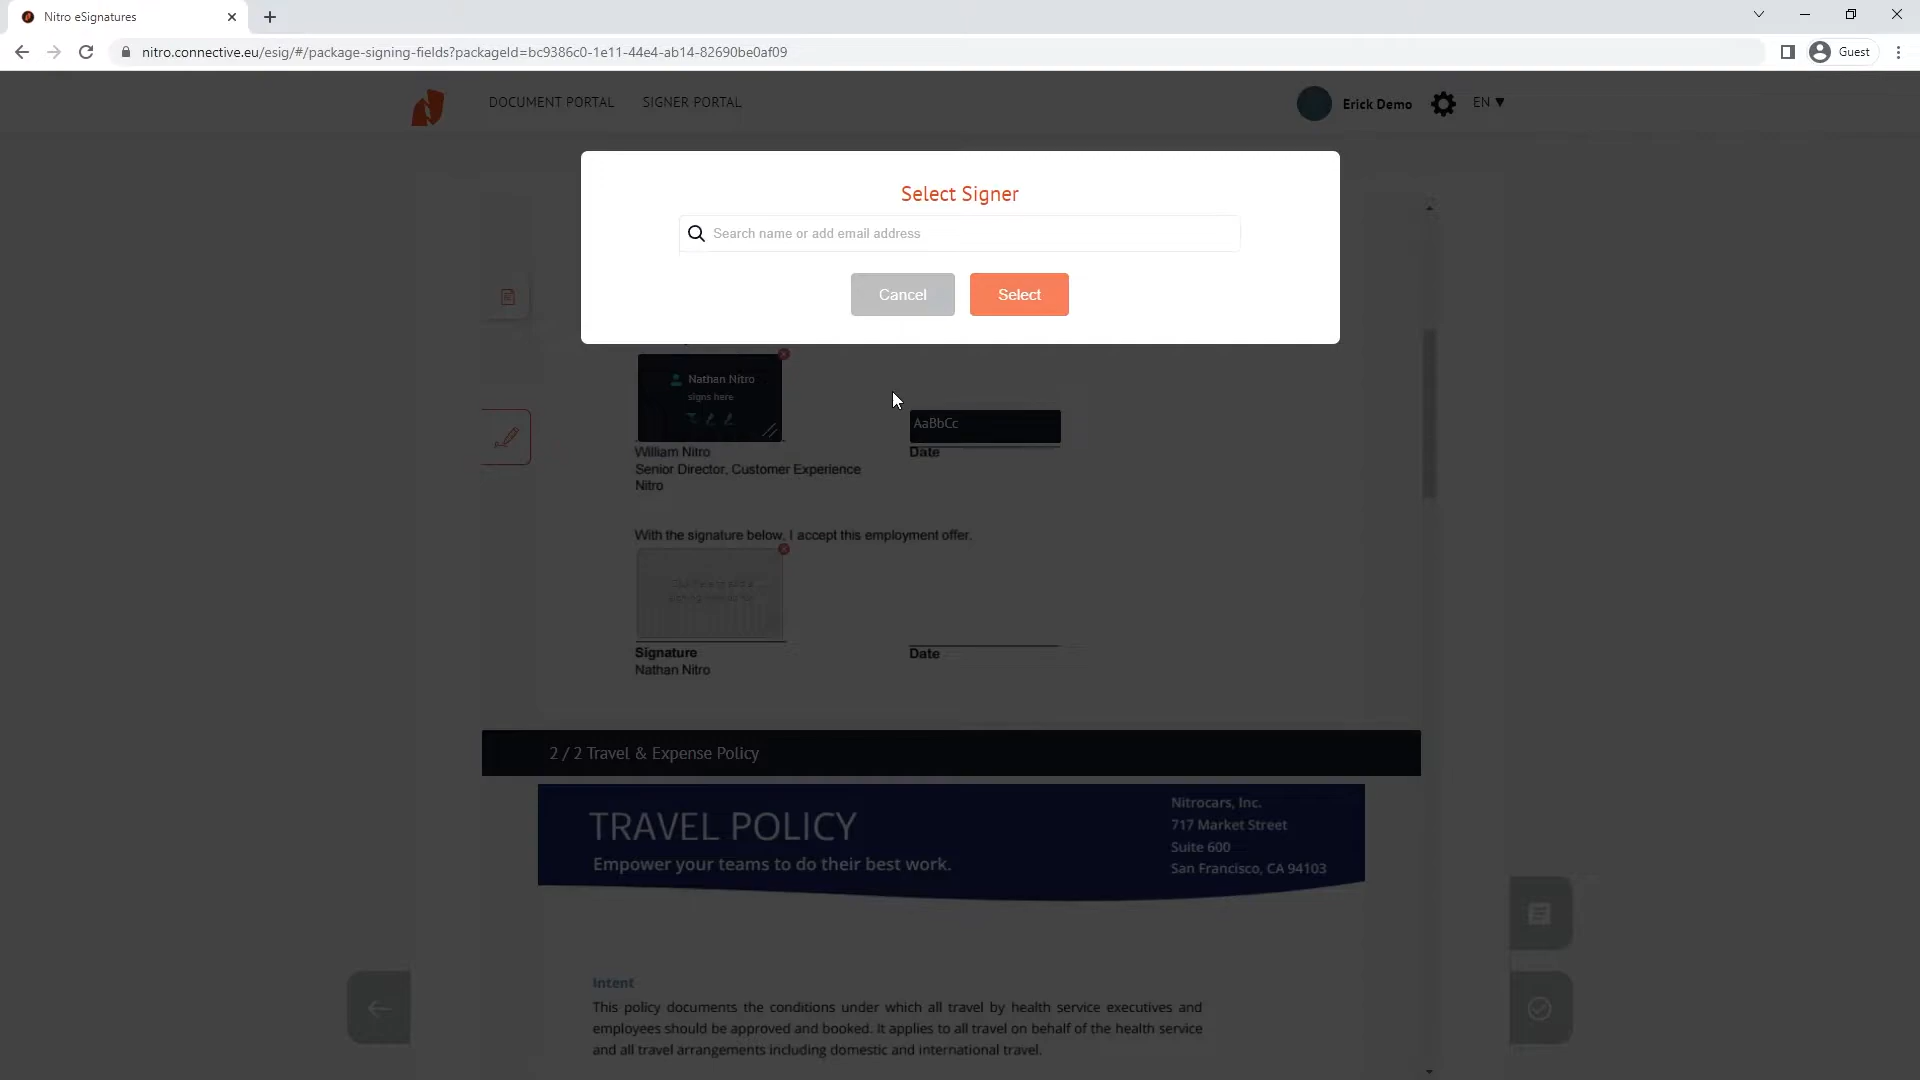 Nitro eSignatures
nitro.connective.eu/esig/#/package-signing-fields?packageId=bc9386c0-1e11-44e4-ab14-82690be0af09
Guest
DOCUMENT PORTAL
SIGNER PORTAL
Erick Demo
EN ▼
Select Signer
Search name or add email address
Cancel
Select
Nathan Nitro
signs here
AaBbCc
William Nitro
Date
Senior Director, Customer Experience
Nitro
With the signature below, I accept this employment offer.
Signature
Date
Nathan Nitro
2 / 2 Travel & Expense Policy
TRAVEL POLICY
Empower your teams to do their best work.
Nitrocars, Inc.
717 Market Street
Suite 600
San Francisco, CA 94103
Intent
This policy documents the conditions under which all travel by health service executives and
employees should be approved and booked. It applies to all travel on behalf of the health service
and all travel arrangements including domestic and international travel.